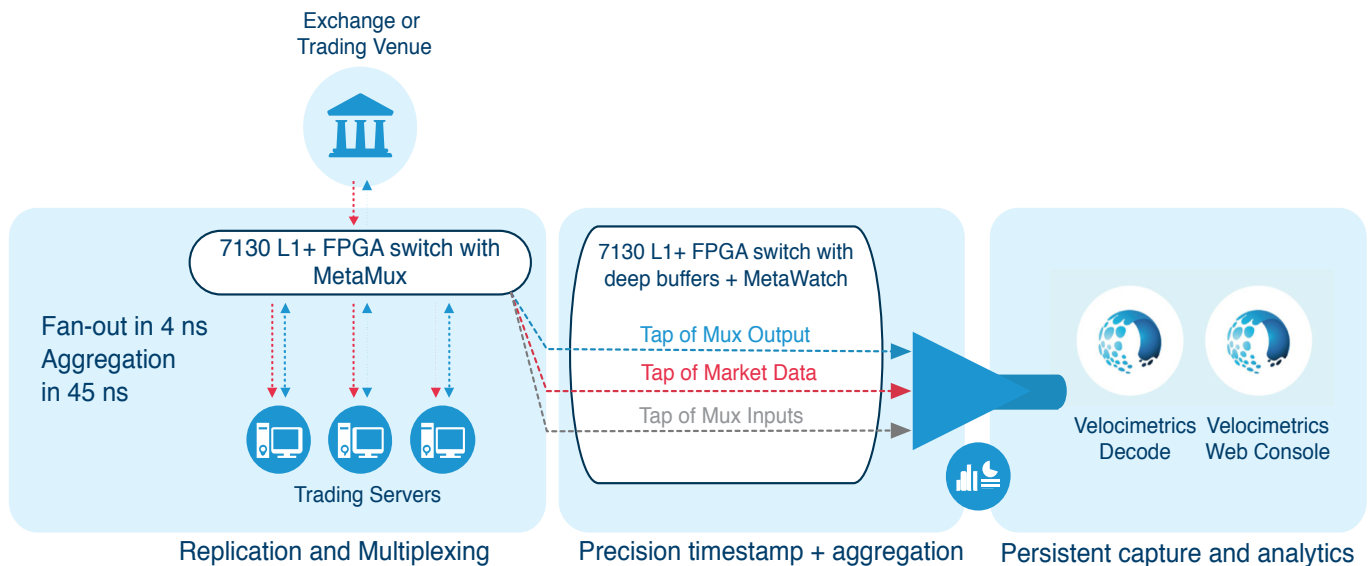 Exchange or
Trading Venue
7130 L1+ FPGA switch with
MetaMux
Fan-out in 4 ns
Aggregation
in 45 ns
Trading Servers
Replication and Multiplexing
7130 L1+ FPGA switch with
deep buffers + MetaWatch
Tap of Mux Output
Tap of Market Data
Tap of Mux Inputs
Precision timestamp + aggregation
Velocimetrics
Decode
Velocimetrics
Web Console
Persistent capture and analytics